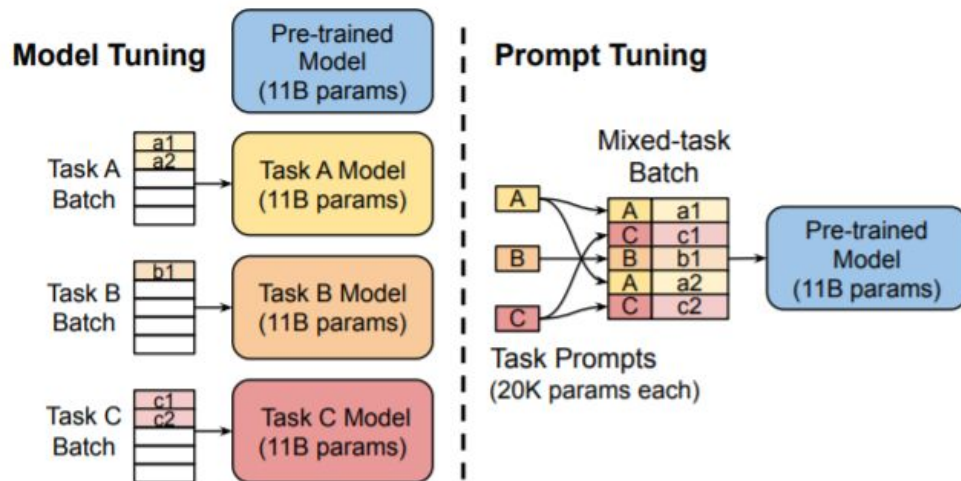 Model Tuning
Pre-trained
Model
(11B params)
a1
a2
Task A
Batch
Task A Model
(11B params)
b1
Task B
Batch
Task B Model
(11B params)
c1
c2
Task C
Batch
Task C Model
(11B params)
Prompt Tuning
Mixed-task
Batch
A
B
C
A a1
C c1
B b1
A a2
C c2
Pre-trained
Model
(11B params)
Task Prompts
(20K params each)